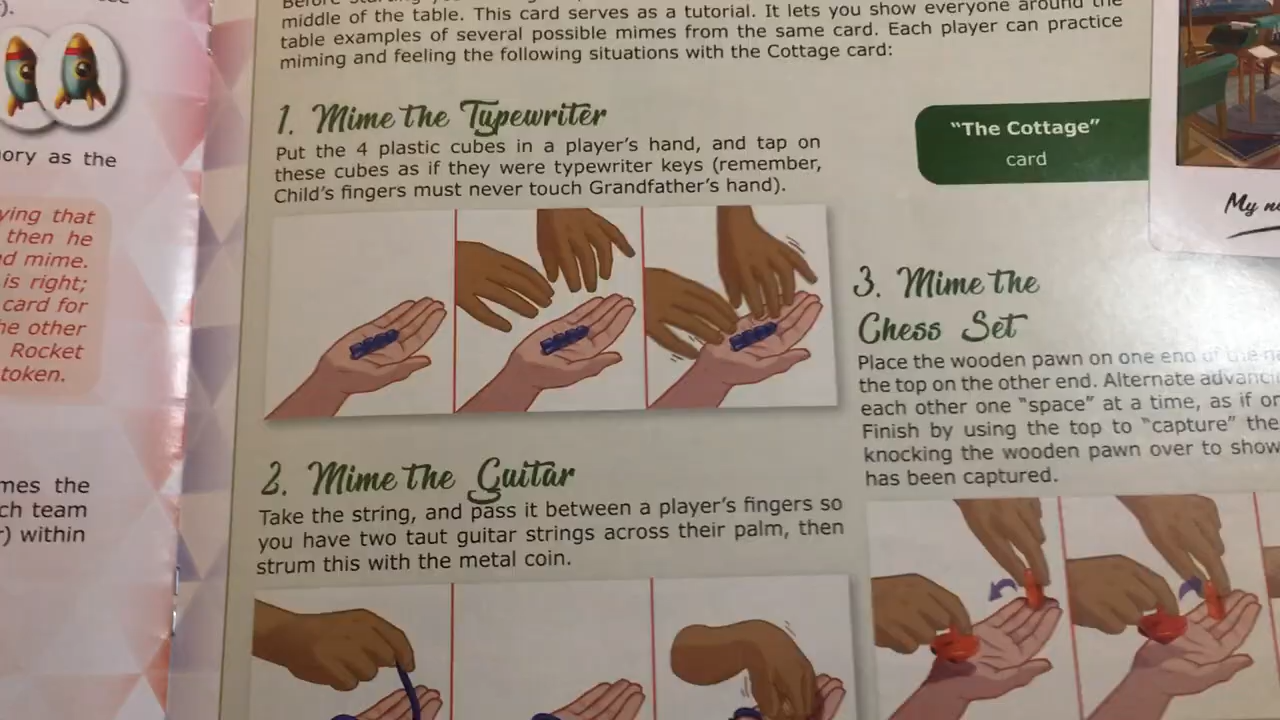 ).
ory as the
ying that
then he
d mime.
is right;
card for
he other
Rocket
token.
mes the
ch team
r) within
middle of the table. This card serves as a tutorial. It lets you show everyone around the
table examples of several possible mimes from the same card. Each player can practice
miming and feeling the following situations with the Cottage card:
1. Mime the Typewriter
Put the 4 plastic cubes in a player's hand, and tap on
these cubes as if they were typewriter keys (remember,
Child's fingers must never touch Grandfather's hand).
2. Mime the Guitar
Take the string, and pass it between a player's fingers so
you have two taut guitar strings across their palm, then
strum this with the metal coin.
"The Cottage"
card
My
3. Mime the
Chess Set
Place the wooden pawn on one end of the
the top on the other end. Alternate
each other one "space" at a time, as if
Finish by using the top to "capture" the
knocking the wooden pawn over to show
has been captured.